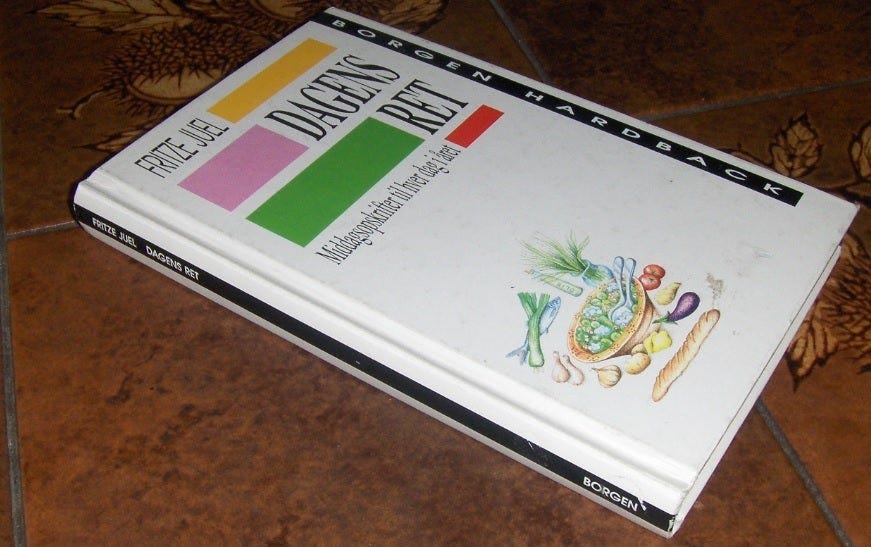 BORGEN HARDBACK
FRITZE JUEL
DAGENS
RET
Middagsopskrifter til hver dag i året
FRITZE JUEL DAGENS RET
BORGEN